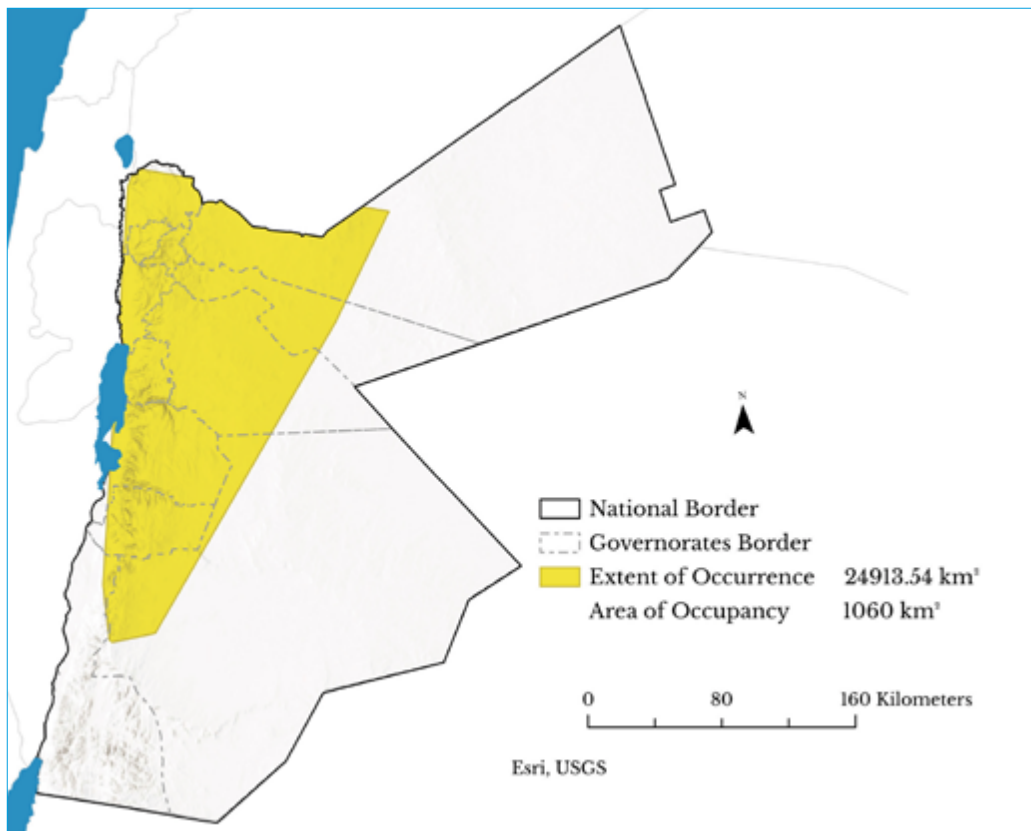 N
National Border
Governorates Border
Extent of Occurrence 24913.54 km²
Area of Occupancy 1060 km²
0 80 160 Kilometers
Esri, USGS